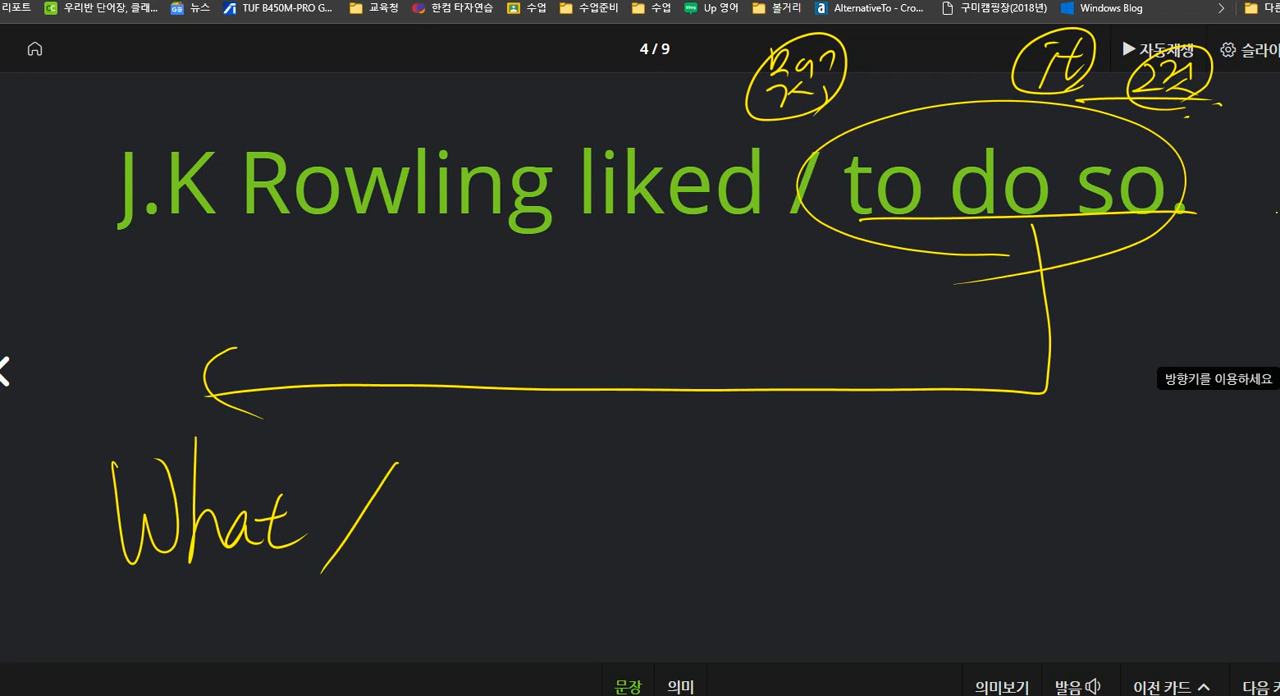 리포트 우리반 단어장, 클래... 뉴스 TUF B450M-PRO G... 교육청 한컴 타자연습 수업 수업준비 수업 Up 영어 볼거리 AlternativeTo - Cro... 구미캠핑장(2018년) Windows Blog 다른
4 / 9
자동재생 슬라이
it
J.K Rowling liked / to do so.
방향키를 이용하세요
What /
문장 의미 의미보기 발음 이전 카드 다음